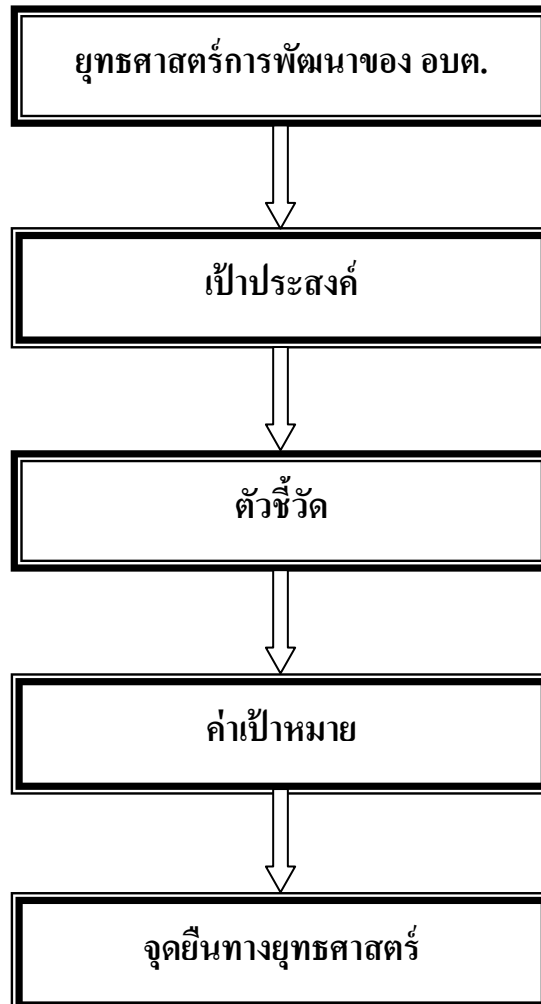 ยุทธศาสตร์การพัฒนาของ อบต.
เป้าประสงค์
ตัวชี้วัด
ค่าเป้าหมาย
จุดยืนทางยุทธศาสตร์